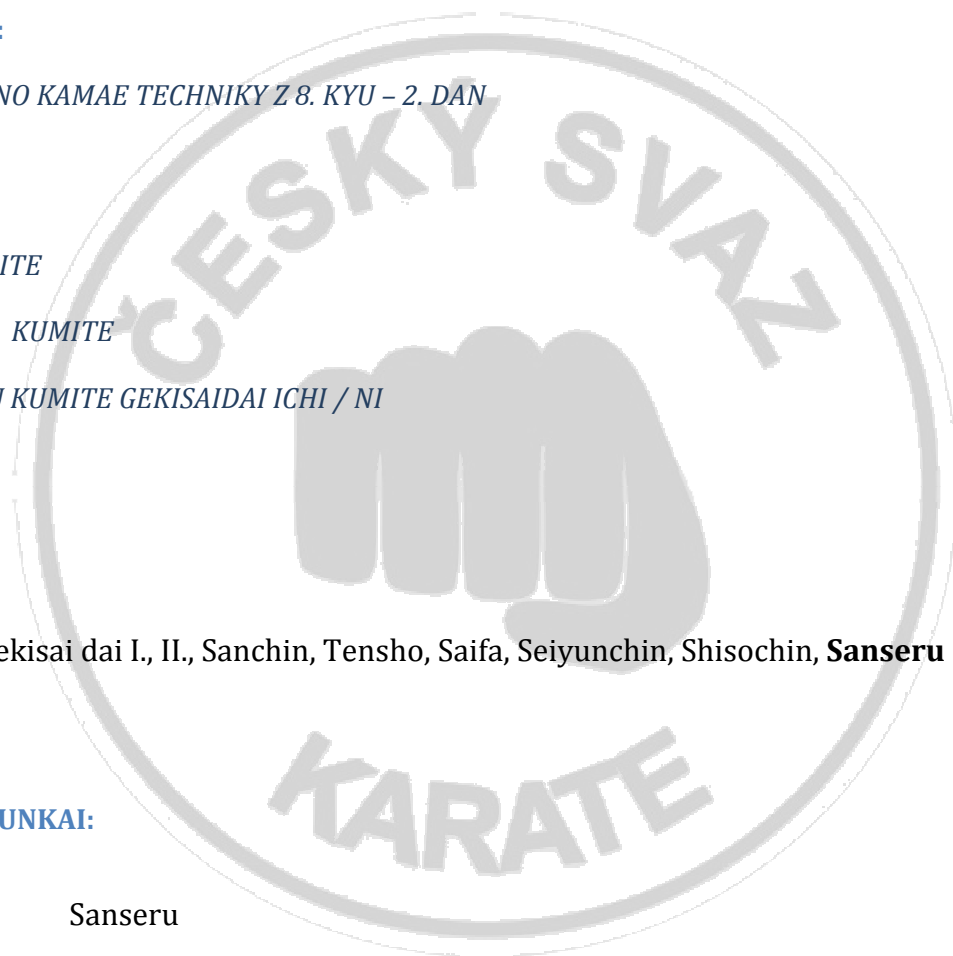 :
NO KAMAE TECHNIKY Z 8. KYU – 2. DAN
ČESKÝ SVAZ
ITE
KUMITE
KUMITE GEKISAIDAI ICHI / NI
ekisai dai I., II., Sanchin, Tensho, Saifa, Seiyunchin, Shisochin, Sanseru
KARATE
UNKAI:
Sanseru